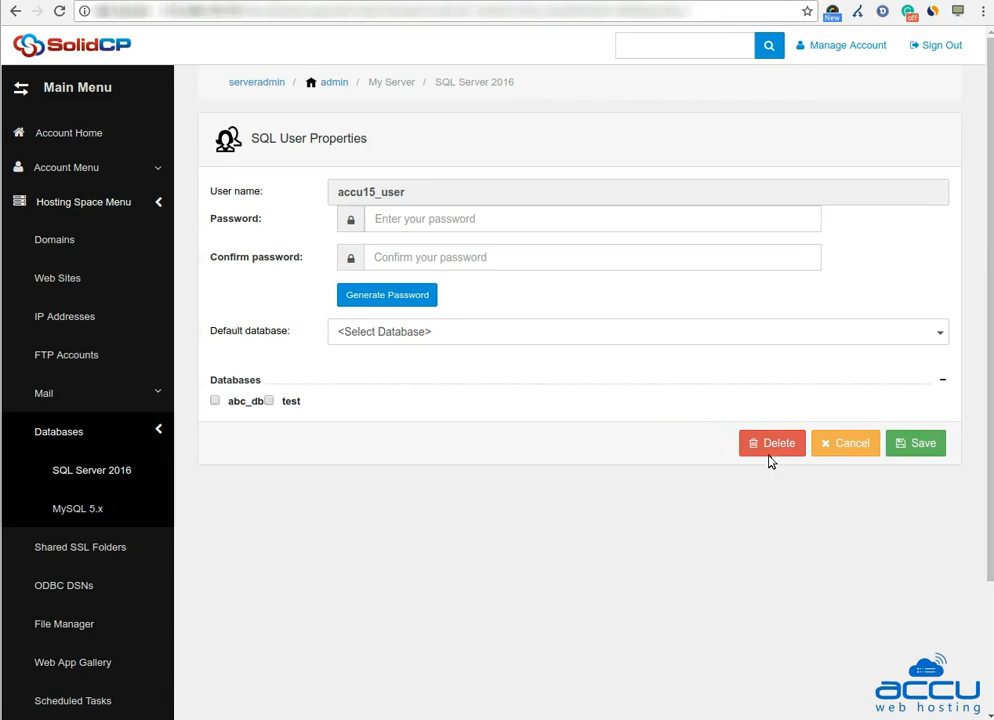 New
off
SolidCP
Manage Account
Sign Out
Main Menu
serveradmin / admin / My Server / SQL Server 2016
Account Home
Account Menu
Hosting Space Menu
Domains
Web Sites
IP Addresses
FTP Accounts
Mail
Databases
SQL Server 2016
MySQL 5.x
Shared SSL Folders
ODBC DSNs
File Manager
Web App Gallery
Scheduled Tasks
SQL User Properties
User name: accu15_user
Password: Enter your password
Confirm password: Confirm your password
Generate Password
Default database: <Select Database>
Databases
abc_db test
Delete Cancel Save
accu
web hosting